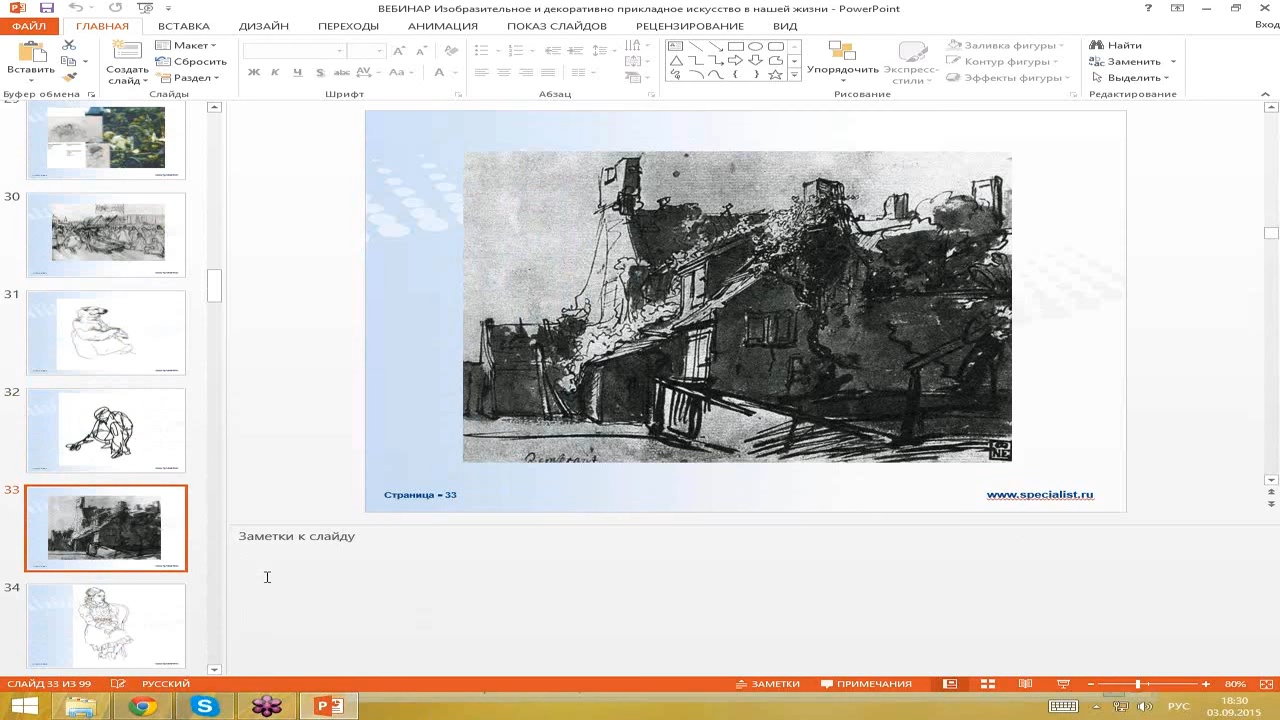 ВЕБИНАР Изобразительное и декоративно прикладное искусство в нашей жизни - PowerPoint
ФАЙЛ ГЛАВНАЯ ВСТАВКА ДИЗАЙН ПЕРЕХОДЫ АНИМ ПОКАЗ СЛАЙДОВ РЕЦЕНЗИРО ВИД Вход
Вставить
Создать слайд
Макет
Сбросить
Раздел
Упорядочить
Экспресс-стили
Заливка фигуры
Контур фигуры
Эффекты фигуры
Найти
Заменить
Выделить
Буфер обмена Слайды Шрифт Абзац Рисование Редактирование
30
31
32
33
34
Страница ▪ 33
www.specialist.ru
Заметки к слайду
СЛАЙД 33 ИЗ 99 РУССКИЙ ЗАМЕТКИ ПРИМЕЧАНИЯ 80%
РУС
18:30
03.09.2015